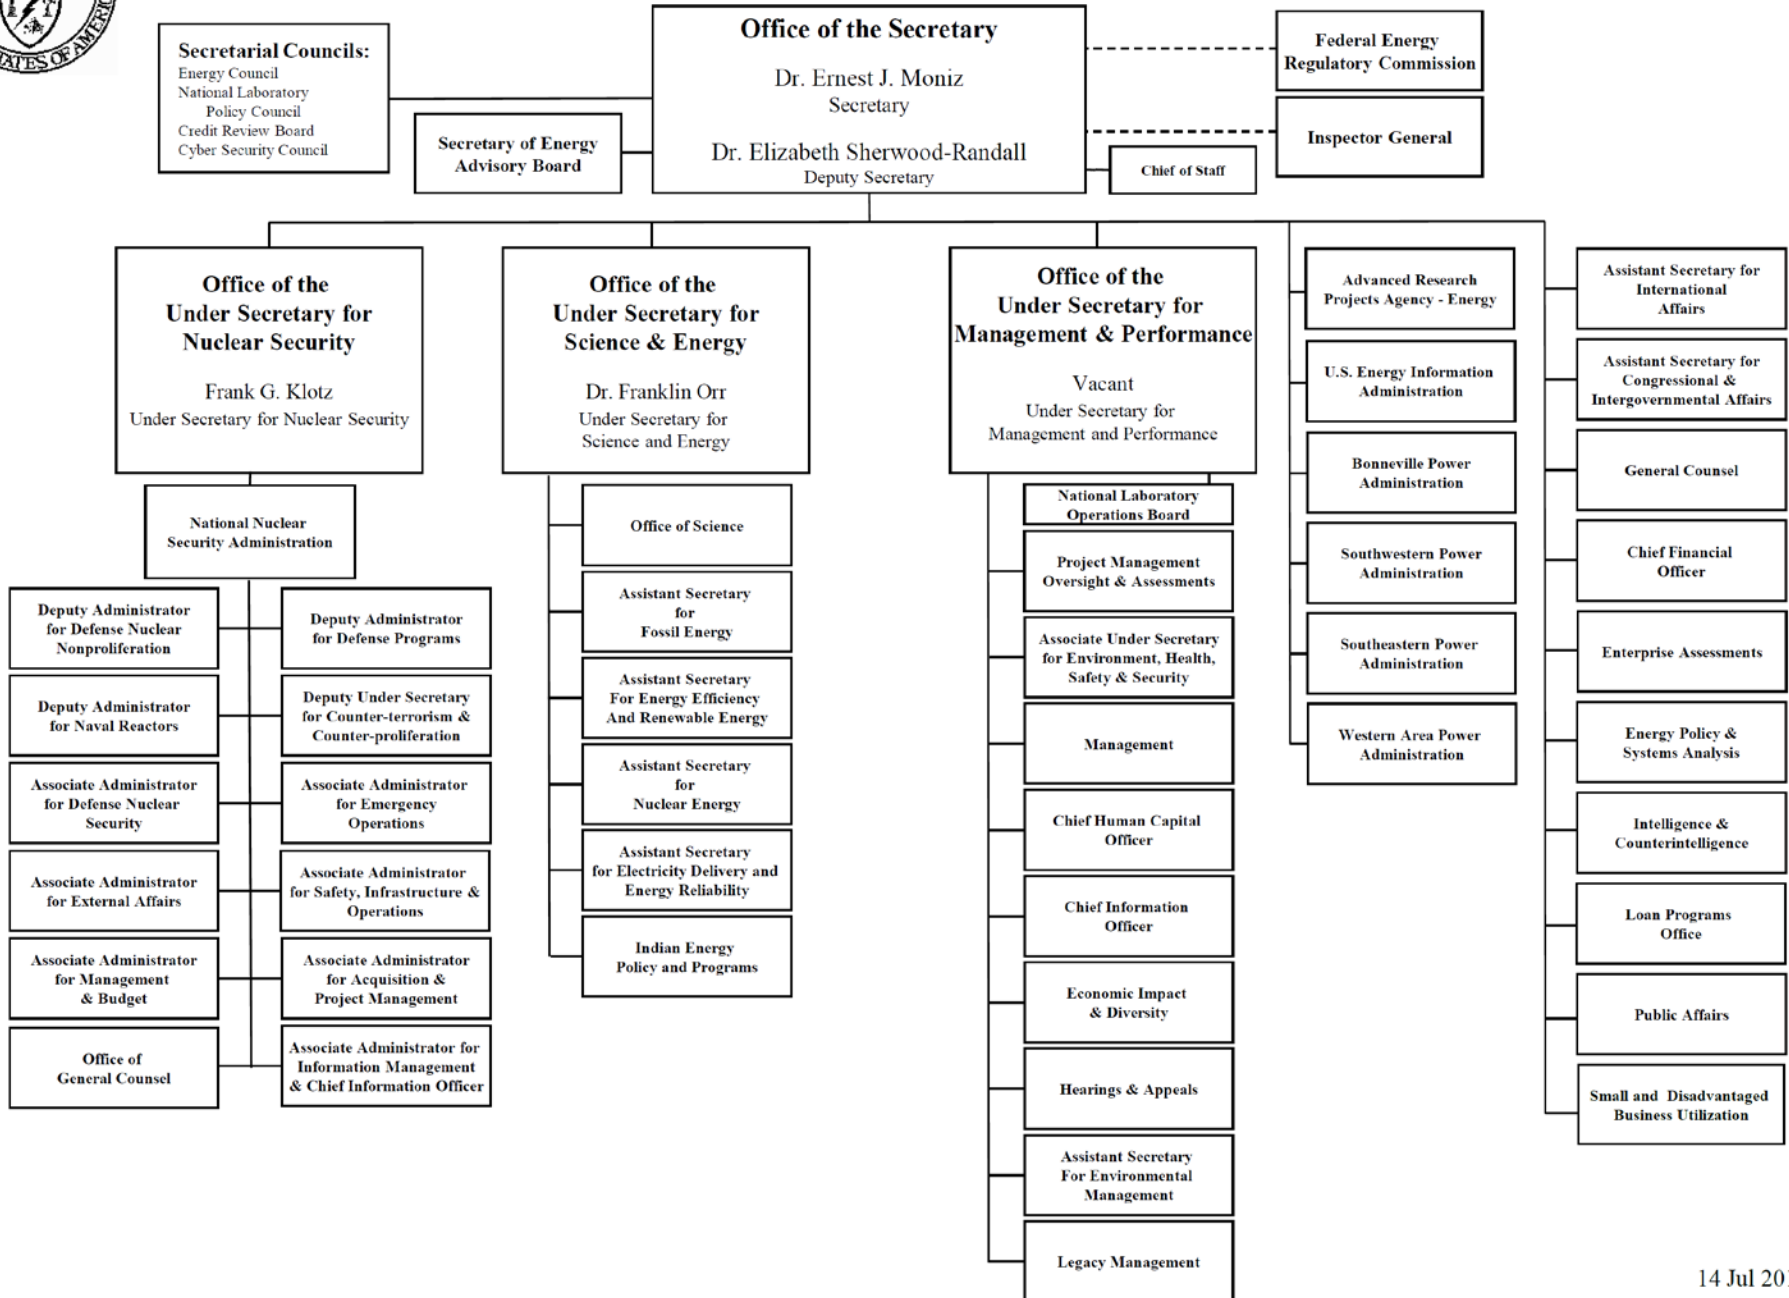 STATES OF AMERICA
Secretarial Councils:
Energy Council
National Laboratory
Policy Council
Credit Review Board
Cyber Security Council
Secretary of Energy
Advisory Board
Office of the Secretary
Dr. Ernest J. Moniz
Secretary
Dr. Elizabeth Sherwood-Randall
Deputy Secretary
Federal Energy
Regulatory Commission
Inspector General
Chief of Staff
Office of the
Under Secretary for
Nuclear Security
Frank G. Klotz
Under Secretary for Nuclear Security
National Nuclear
Security Administration
Deputy Administrator
for Defense Nuclear
Nonproliferation
Deputy Administrator
for Defense Programs
Deputy Administrator
for Naval Reactors
Deputy Under Secretary
for Counter-terrorism &
Counter-proliferation
Associate Administrator
for Defense Nuclear
Security
Associate Administrator
for Emergency
Operations
Associate Administrator
for External Affairs
Associate Administrator
for Safety, Infrastructure &
Operations
Associate Administrator
for Management
& Budget
Associate Administrator
for Acquisition &
Project Management
Office of
General Counsel
Associate Administrator for
Information Management
& Chief Information Officer
Office of the
Under Secretary for
Science & Energy
Dr. Franklin Orr
Under Secretary for
Science and Energy
Office of Science
Assistant Secretary
for
Fossil Energy
Assistant Secretary
For Energy Efficiency
And Renewable Energy
Assistant Secretary
for
Nuclear Energy
Assistant Secretary
for Electricity Delivery and
Energy Reliability
Indian Energy
Policy and Programs
Office of the
Under Secretary for
Management & Performance
Vacant
Under Secretary for
Management and Performance
National Laboratory
Operations Board
Project Management
Oversight & Assessments
Associate Under Secretary
for Environment, Health,
Safety & Security
Management
Chief Human Capital
Officer
Chief Information
Officer
Economic Impact
& Diversity
Hearings & Appeals
Assistant Secretary
For Environmental
Management
Legacy Management
Advanced Research
Projects Agency - Energy
U.S. Energy Information
Administration
Bonneville Power
Administration
Southwestern Power
Administration
Southeastern Power
Administration
Western Area Power
Administration
Assistant Secretary for
International
Affairs
Assistant Secretary for
Congressional &
Intergovernmental Affairs
General Counsel
Chief Financial
Officer
Enterprise Assessments
Energy Policy &
Systems Analysis
Intelligence &
Counterintelligence
Loan Programs
Office
Public Affairs
Small and Disadvantaged
Business Utilization
14 Jul